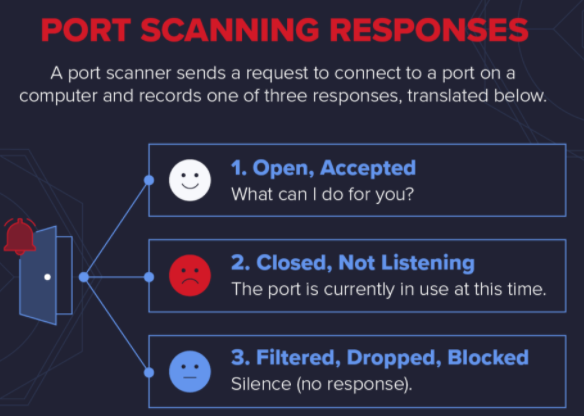 PORT SCANNING RESPONSES
A port scanner sends a request to connect to a port on a
computer and records one of three responses, translated below.
1. Open, Accepted
What can I do for you?
2. Closed, Not Listening
The port is currently in use at this time.
3. Filtered, Dropped, Blocked
Silence (no response).